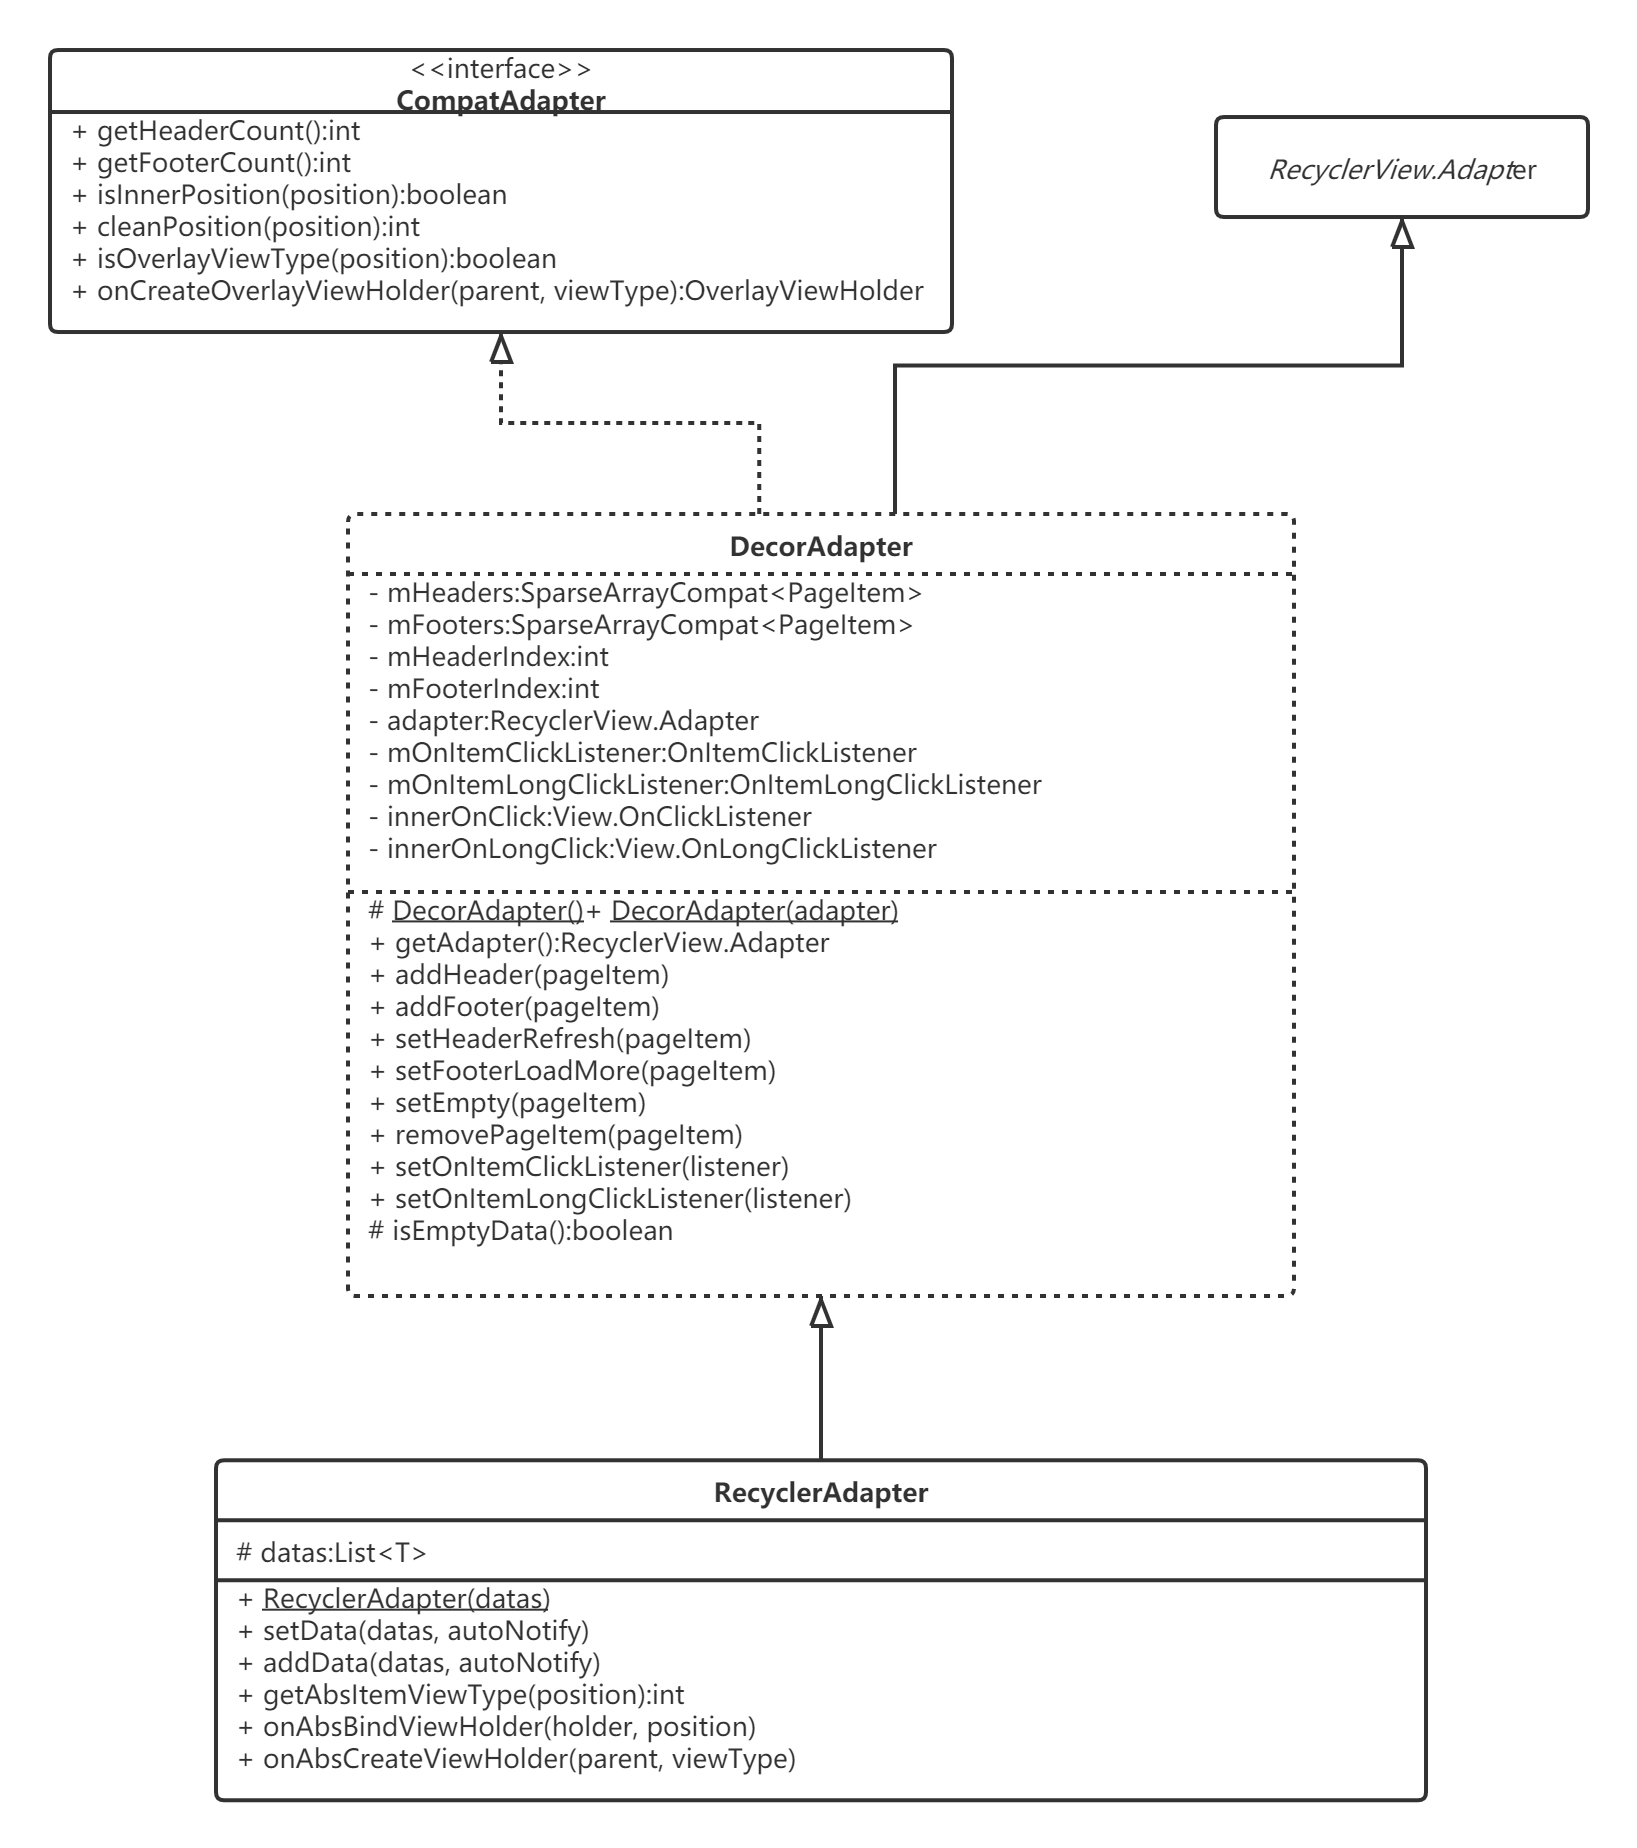 <<interface>>
CompatAdapter
+ getHeaderCount():int
+ getFooterCount():int
+ isInnerPosition(position):boolean
+ cleanPosition(position):int
+ isOverlayViewType(position):boolean
+ onCreateOverlayViewHolder(parent, viewType):OverlayViewHolder
RecyclerView.Adapter
DecorAdapter
- mHeaders:SparseArrayCompat<PageItem>
- mFooters:SparseArrayCompat<PageItem>
- mHeaderIndex:int
- mFooterIndex:int
- adapter:RecyclerView.Adapter
- mOnItemClickListener:OnItemClickListener
- mOnItemLongClickListener:OnItemLongClickListener
- innerOnClick:View.OnClickListener
- innerOnLongClick:View.OnLongClickListener
# DecorAdapter()+ DecorAdapter(adapter)
+ getAdapter():RecyclerView.Adapter
+ addHeader(pageItem)
+ addFooter(pageItem)
+ setHeaderRefresh(pageItem)
+ setFooterLoadMore(pageItem)
+ setEmpty(pageItem)
+ removePageItem(pageItem)
+ setOnItemClickListener(listener)
+ setOnItemLongClickListener(listener)
# isEmptyData():boolean
RecyclerAdapter
# datas:List<T>
+ RecyclerAdapter(datas)
+ setData(datas, autoNotify)
+ addData(datas, autoNotify)
+ getAbsItemViewType(position):int
+ onAbsBindViewHolder(holder, position)
+ onAbsCreateViewHolder(parent, viewType)